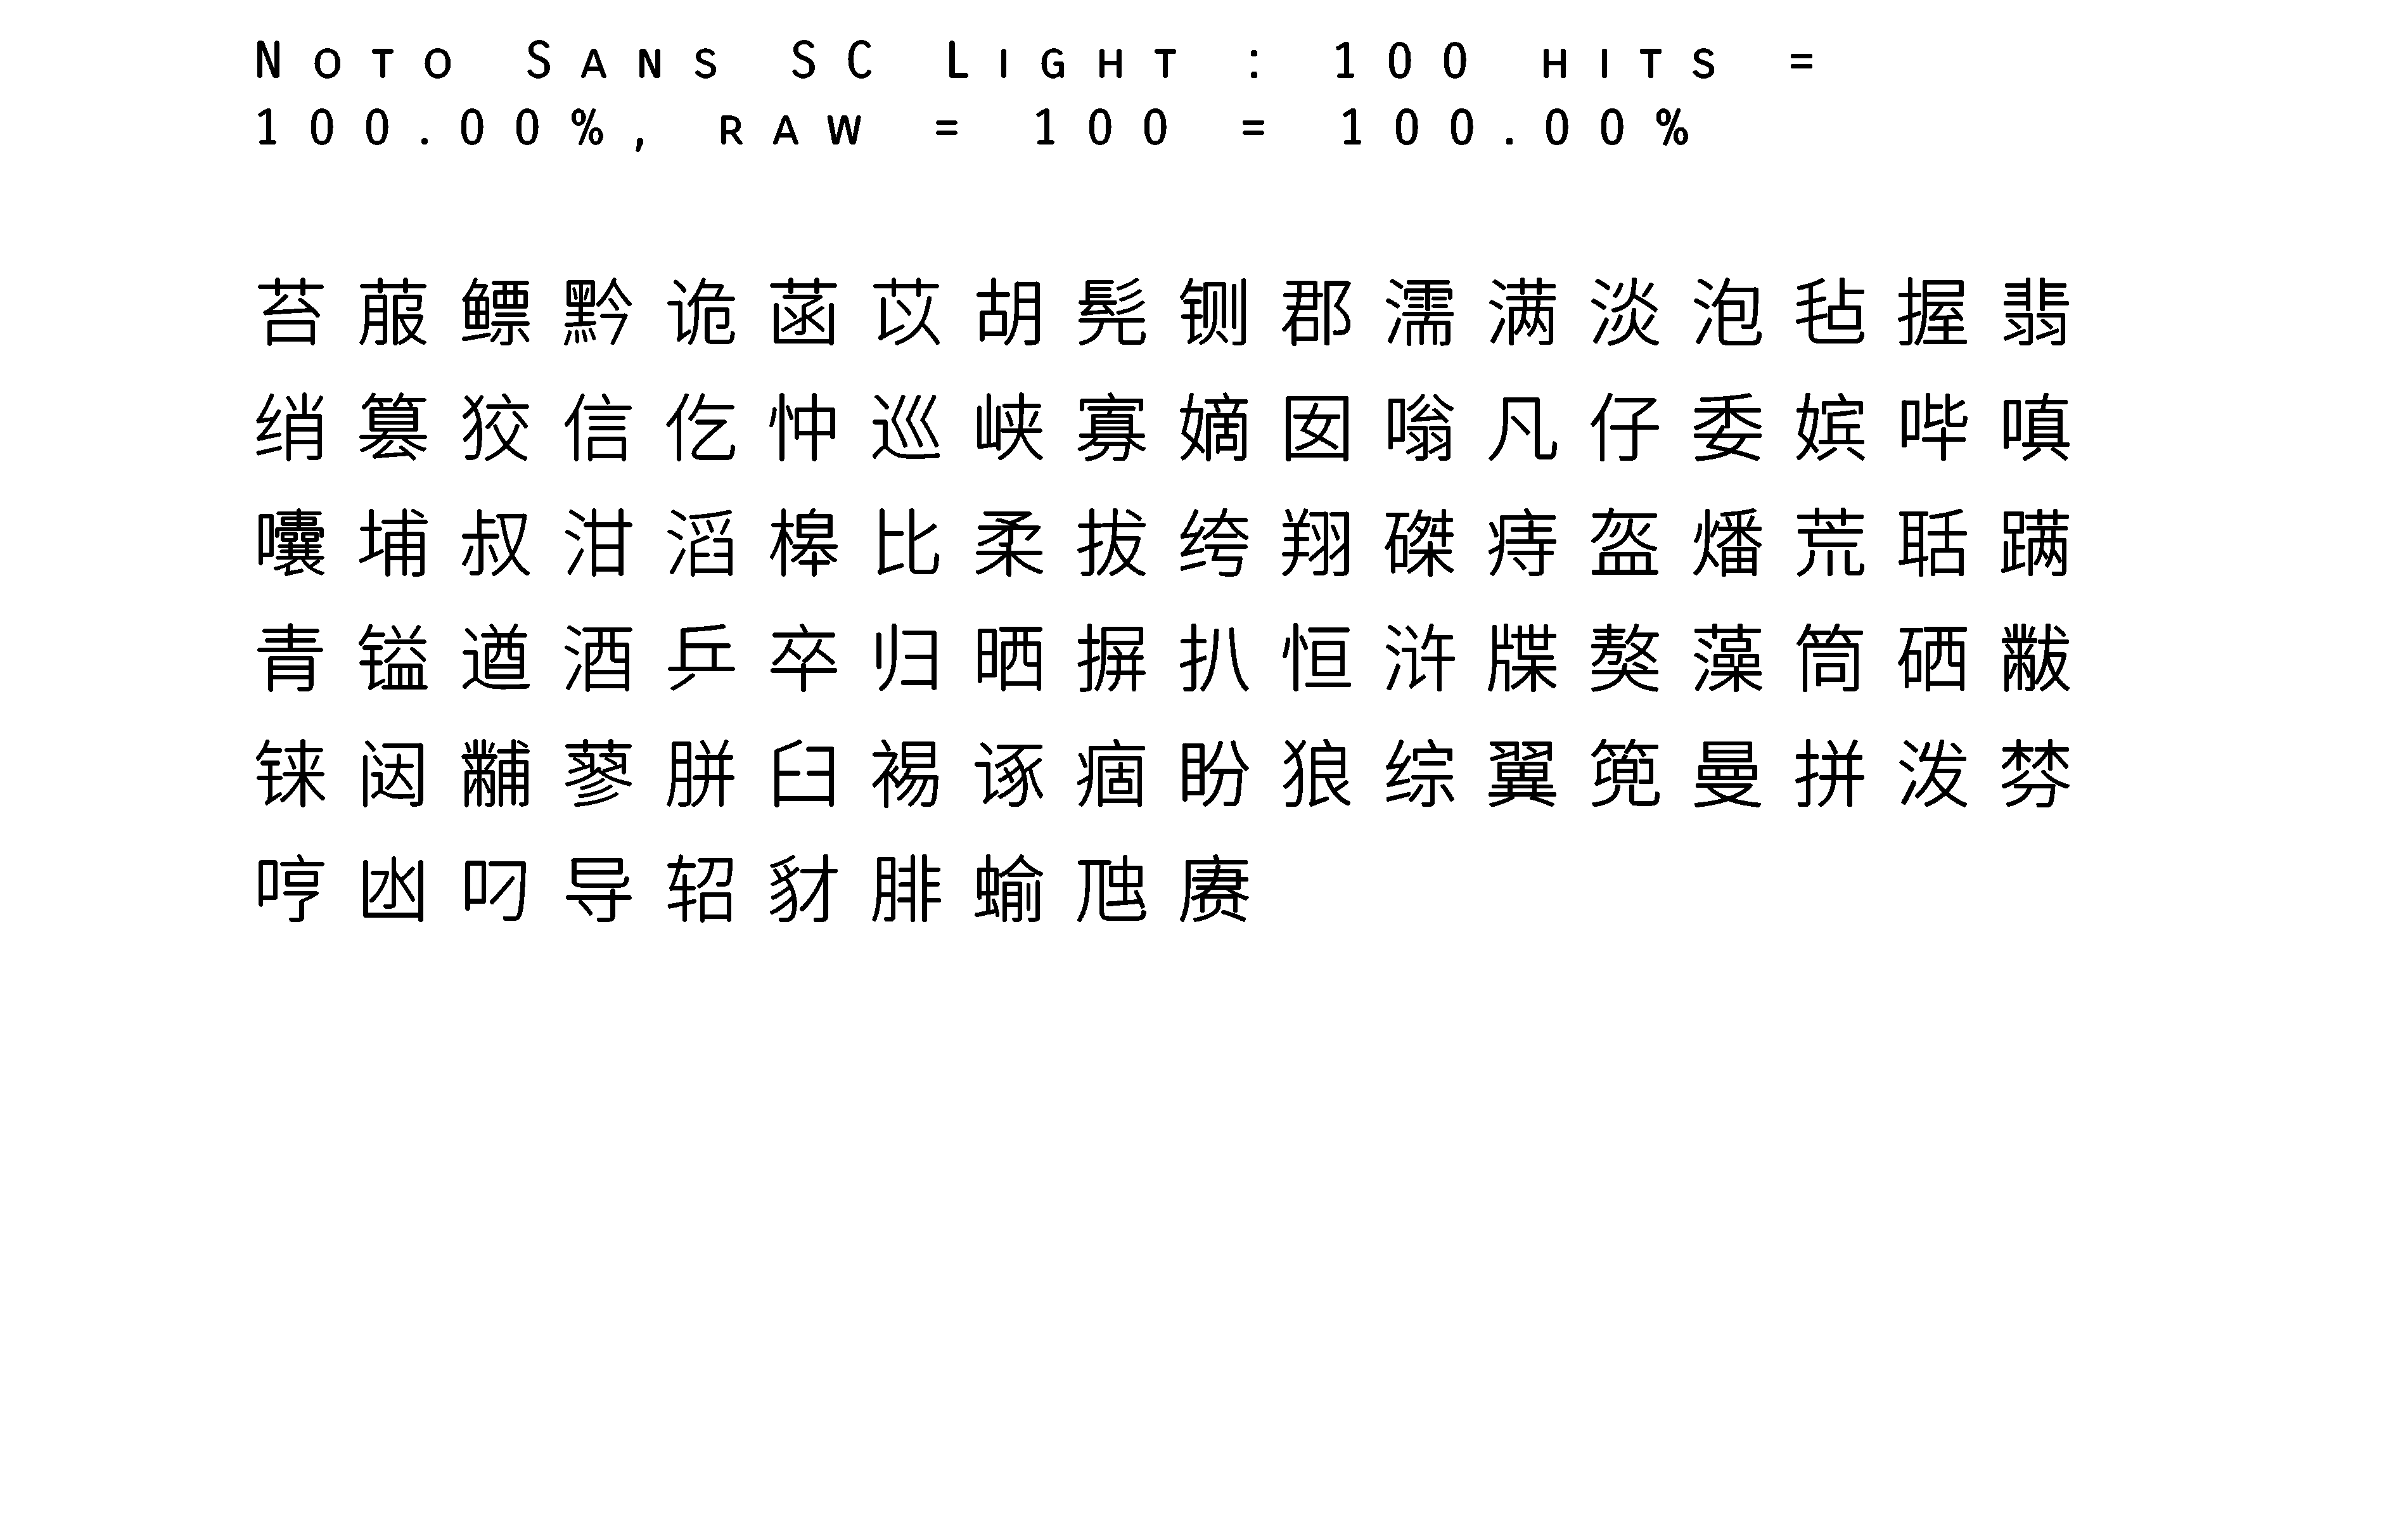 Noto Sans SC Light : 100 hits =
100.00%, raw = 100 = 100.00%
苔菔鳔黔诡菡苡胡髡铡郡濡满淡泡毡握翡
绡篡狡信仡忡巡峡寡嫡囡嗡凡仔委嫔哔嗔
囔埔叔泔滔槔比柔拔绔翔磔痔盔燔荒聒蹒
青镒遒酒乒卒归晒摒扒恒浒牒獒藻筒硒黻
铼闼黼蓼胼臼裼诼痼盼狼综翼篼曼拼泼棼
哼凼叼导轺豺腓蝓虺赓